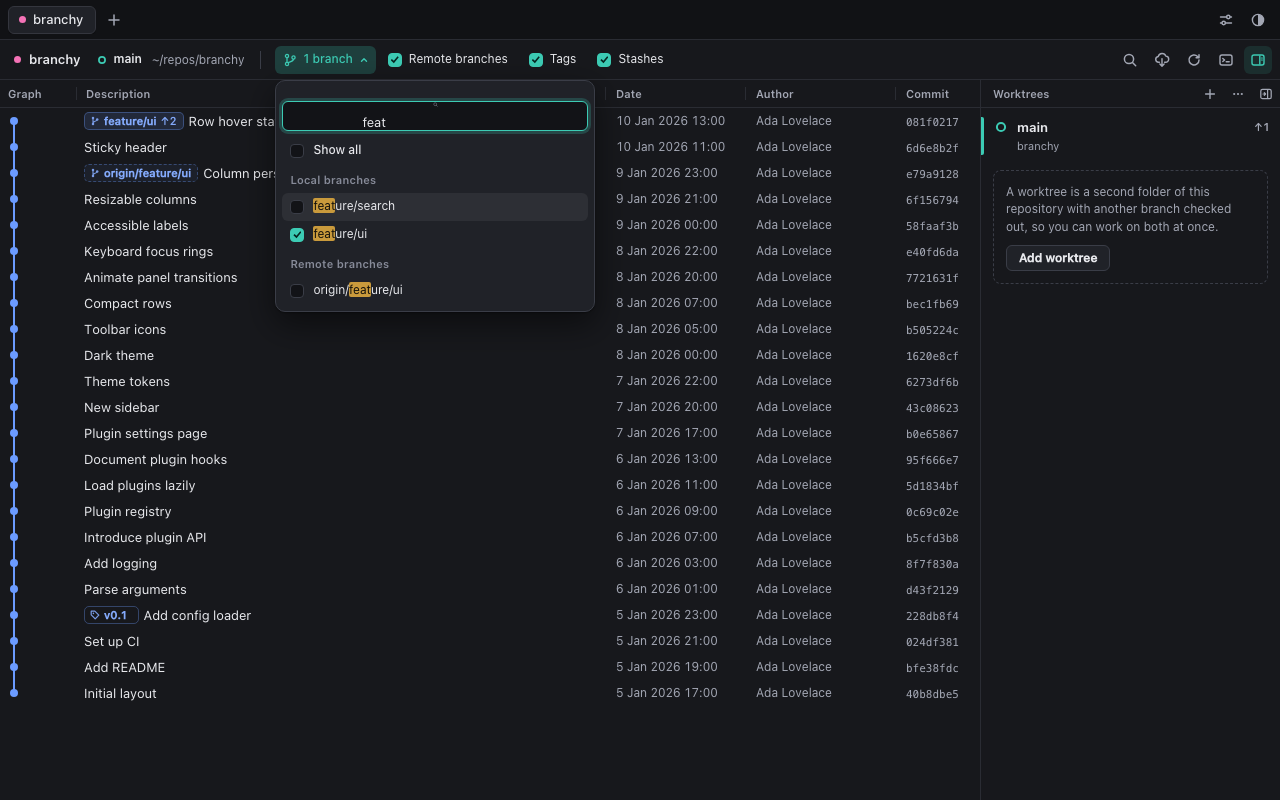 branchy
branchy main ~/repos/branchy 1 branch Remote branches Tags Stashes
Graph Description Date Author Commit Worktrees
feat
Show all
Local branches
feature/search
feature/ui
Remote branches
origin/feature/ui
feature/ui ↑2 Row hover sta 10 Jan 2026 13:00 Ada Lovelace 081f0217
Sticky header 10 Jan 2026 11:00 Ada Lovelace 6d6e8b2f
origin/feature/ui Column pers 9 Jan 2026 23:00 Ada Lovelace e79a9128
Resizable columns 9 Jan 2026 21:00 Ada Lovelace 6f156794
Accessible labels 9 Jan 2026 00:00 Ada Lovelace 58faaf3b
Keyboard focus rings 8 Jan 2026 22:00 Ada Lovelace e40fd6da
Animate panel transitions 8 Jan 2026 20:00 Ada Lovelace 7721631f
Compact rows 8 Jan 2026 07:00 Ada Lovelace bec1fb69
Toolbar icons 8 Jan 2026 05:00 Ada Lovelace b505224c
Dark theme 8 Jan 2026 00:00 Ada Lovelace 1620e8cf
Theme tokens 7 Jan 2026 22:00 Ada Lovelace 6273df6b
New sidebar 7 Jan 2026 20:00 Ada Lovelace 43c08623
Plugin settings page 7 Jan 2026 17:00 Ada Lovelace b0e65867
Document plugin hooks 6 Jan 2026 13:00 Ada Lovelace 95f666e7
Load plugins lazily 6 Jan 2026 11:00 Ada Lovelace 5d1834bf
Plugin registry 6 Jan 2026 09:00 Ada Lovelace 0c69c02e
Introduce plugin API 6 Jan 2026 07:00 Ada Lovelace b5cfd3b8
Add logging 6 Jan 2026 03:00 Ada Lovelace 8f7f830a
Parse arguments 6 Jan 2026 01:00 Ada Lovelace d43f2129
v0.1 Add config loader 5 Jan 2026 23:00 Ada Lovelace 228db8f4
Set up CI 5 Jan 2026 21:00 Ada Lovelace 024df381
Add README 5 Jan 2026 19:00 Ada Lovelace bfe38fdc
Initial layout 5 Jan 2026 17:00 Ada Lovelace 40b8dbe5
main ↑1
branchy
A worktree is a second folder of this
repository with another branch checked
out, so you can work on both at once.
Add worktree